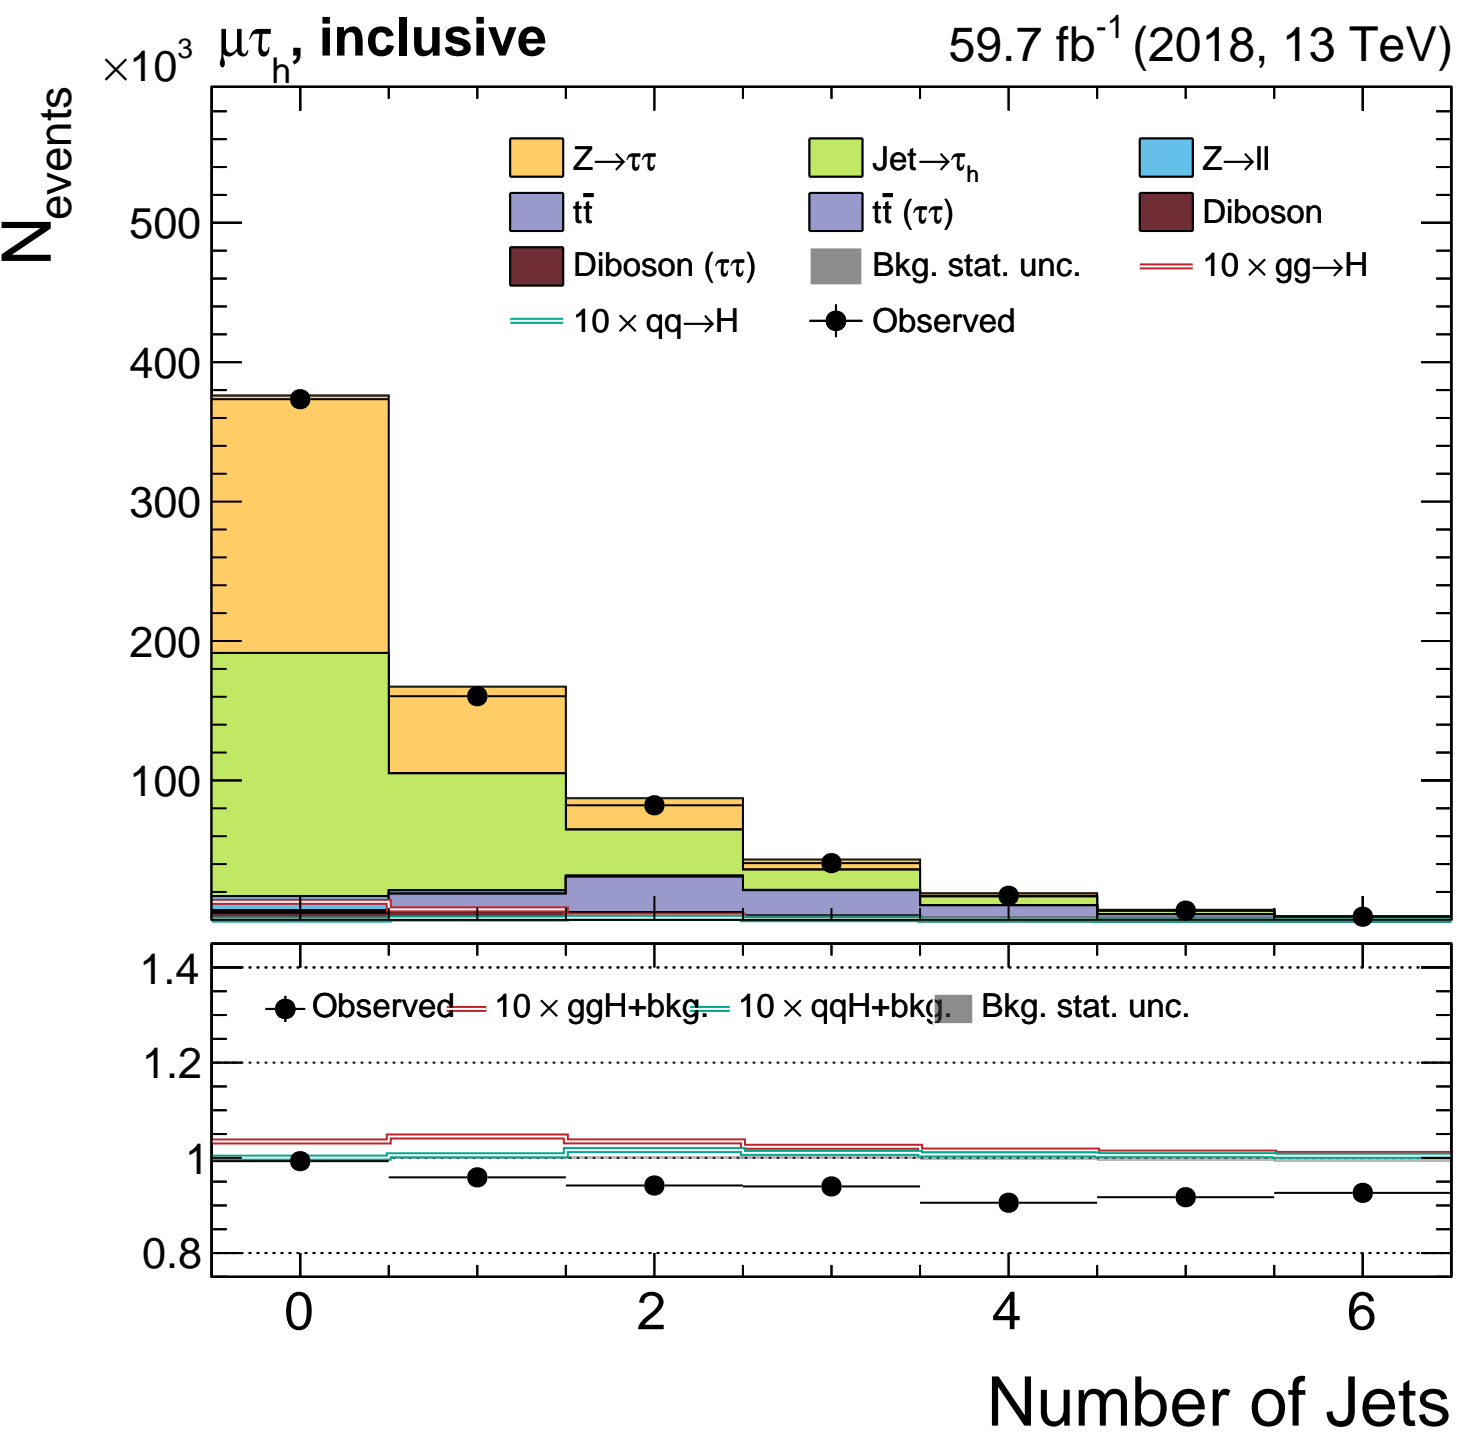 ×10³ μτₕ, inclusive 59.7 fb⁻¹ (2018, 13 TeV)
N_events
Z→ττ Jet→τₕ Z→ll
tt̄ tt̄ (ττ) Diboson
Diboson (ττ) Bkg. stat. unc. 10 × gg→H
10 × qq→H Observed
500
400
300
200
100
1.4
Observed 10 × ggH+bkg. 10 × qqH+bkg. Bkg. stat. unc.
1.2
1
0.8
0 2 4 6
Number of Jets